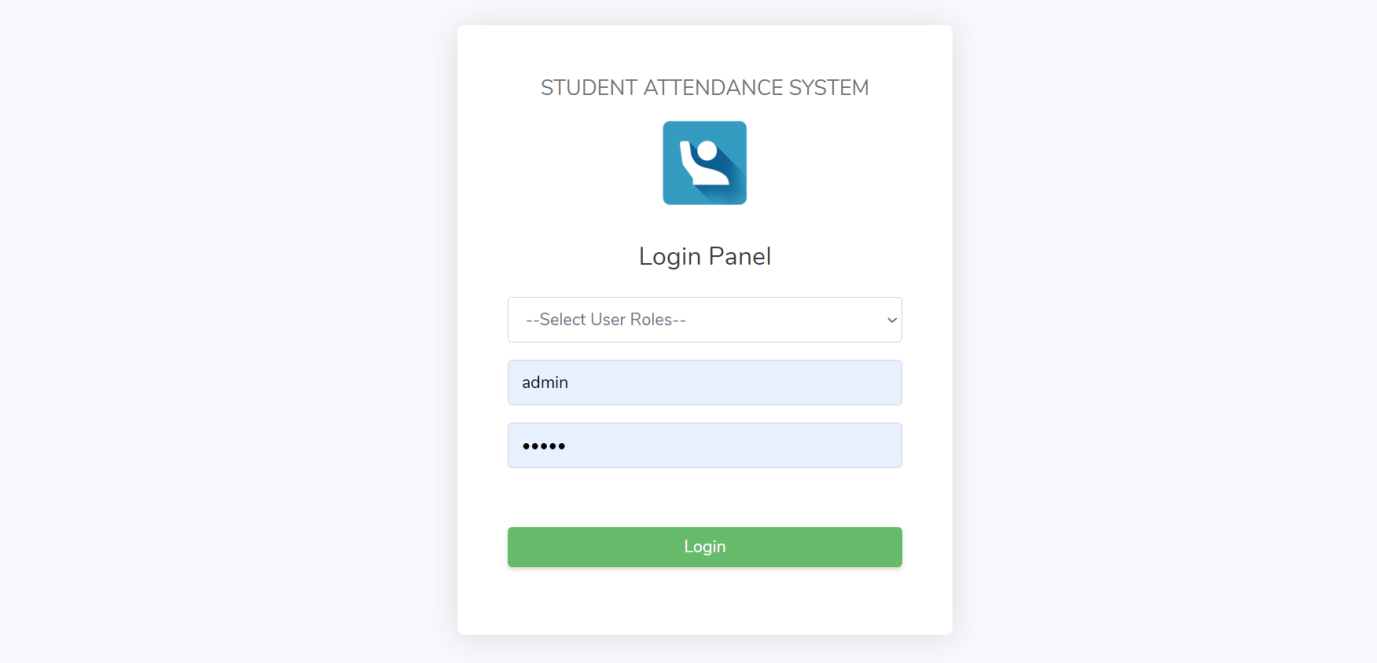 STUDENT ATTENDANCE SYSTEM
Login Panel
--Select User Roles--
admin
•••••
Login